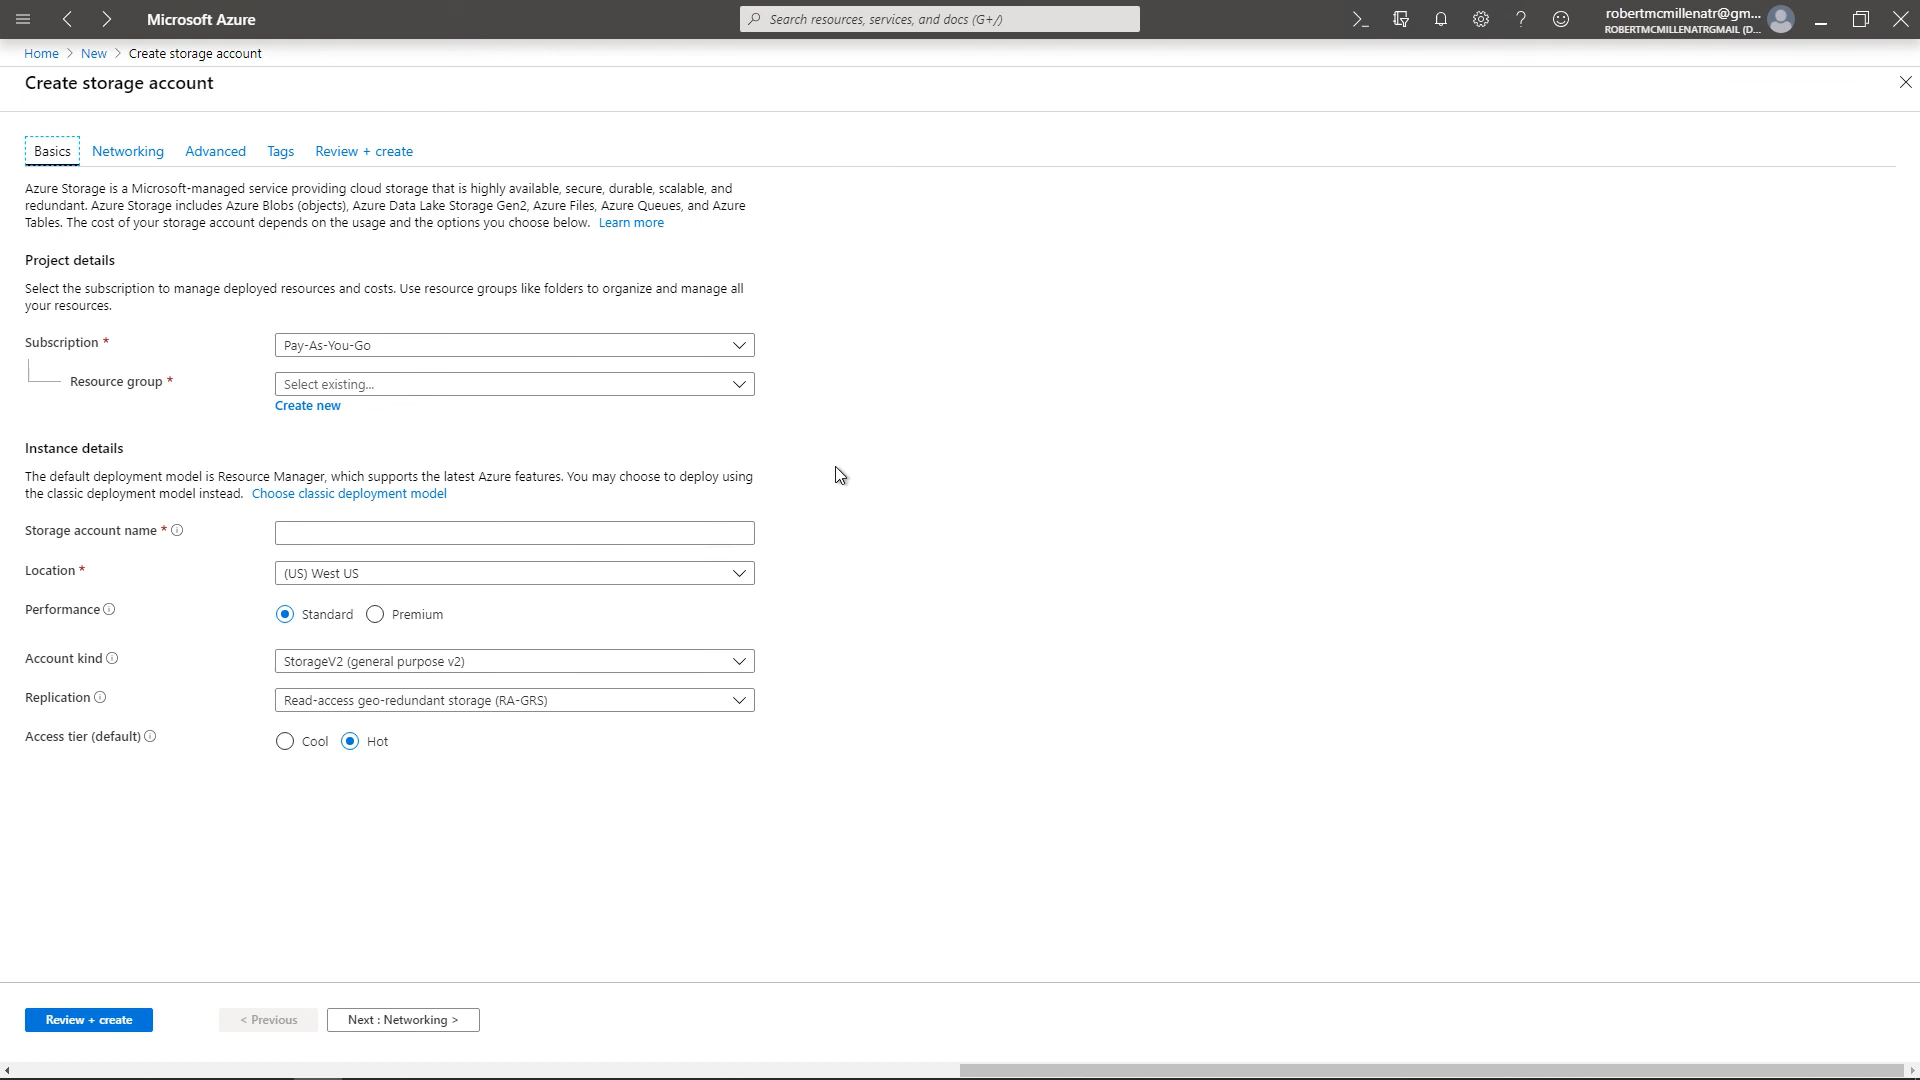 Microsoft Azure
Search resources, services, and docs (G+/)
robertmcmillenatr@gm...
ROBERTMCMILLENATRGMAIL (D...
Home > New > Create storage account
Create storage account
Basics Networking Advanced Tags Review + create
Azure Storage is a Microsoft-managed service providing cloud storage that is highly available, secure, durable, scalable, and
redundant. Azure Storage includes Azure Blobs (objects), Azure Data Lake Storage Gen2, Azure Files, Azure Queues, and Azure
Tables. The cost of your storage account depends on the usage and the options you choose below. Learn more
Project details
Select the subscription to manage deployed resources and costs. Use resource groups like folders to organize and manage all
your resources.
Subscription * Pay-As-You-Go
Resource group * Select existing...
Create new
Instance details
The default deployment model is Resource Manager, which supports the latest Azure features. You may choose to deploy using
the classic deployment model instead. Choose classic deployment model
Storage account name *
Location * (US) West US
Performance Standard Premium
Account kind StorageV2 (general purpose v2)
Replication Read-access geo-redundant storage (RA-GRS)
Access tier (default) Cool Hot
Review + create < Previous Next : Networking >